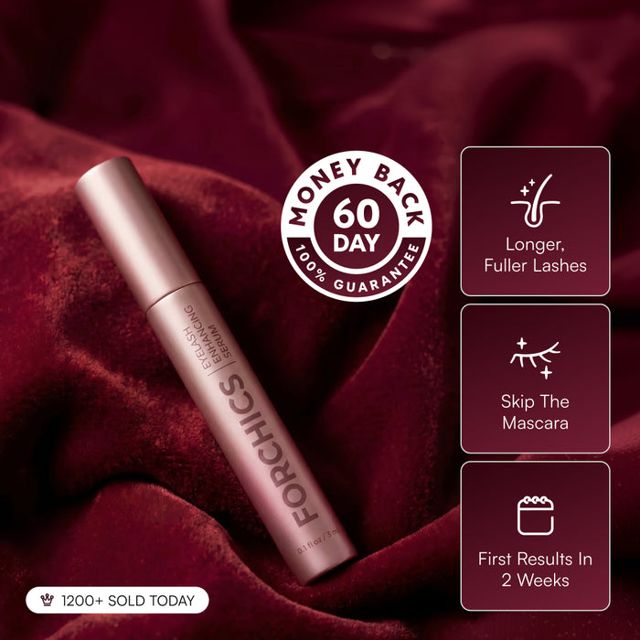 MONEY BACK
60
DAY
100% GUARANTEE
Longer,
Fuller Lashes
EYELASH
ENHANCING
SERUM
FORCHICS
Skip The
Mascara
0.1 fl oz / 3
First Results In
2 Weeks
1200+ SOLD TODAY